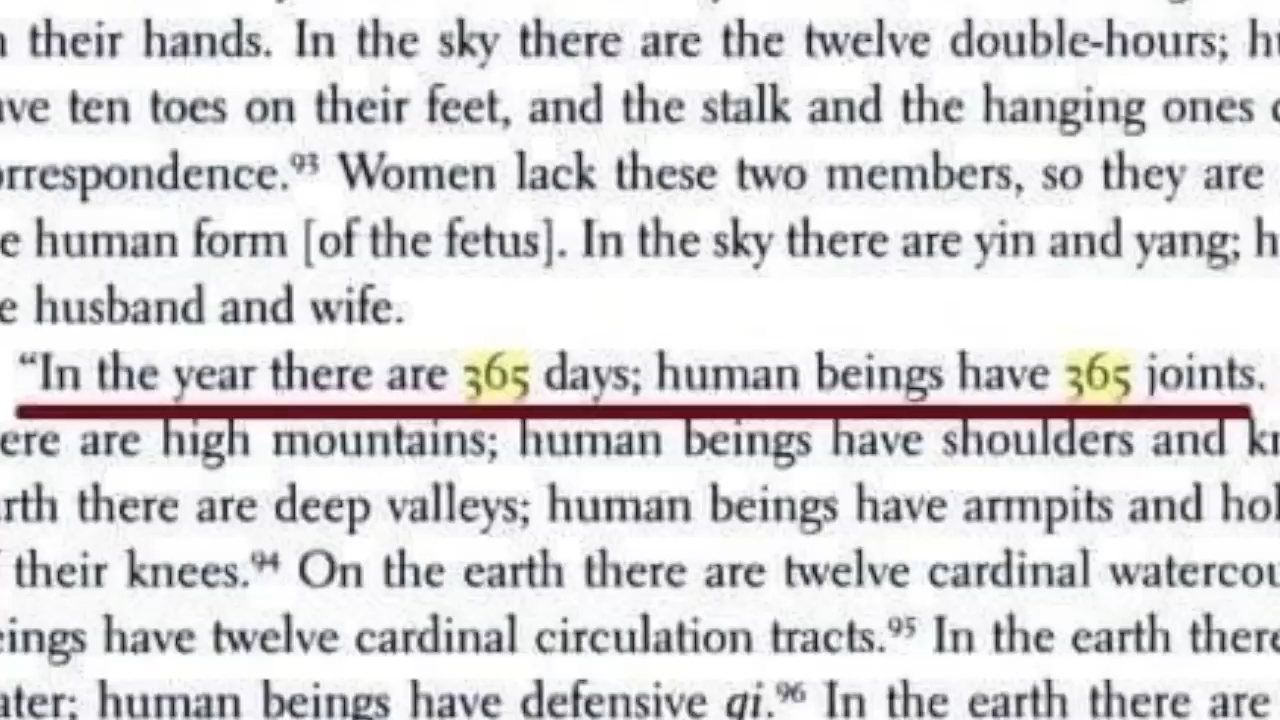 their hands. In the sky there are the twelve double-hours;
ten toes on their feet, and the stalk and the hanging ones
orrespondence.⁹³ Women lack these two members, so they are
e human form [of the fetus]. In the sky there are yin and yang; h
e husband and wife.
“In the year there are 365 days; human beings have 365 joints.
ere are high mountains; human beings have shoulders and kn
rth there are deep valleys; human beings have armpits and hol
their knees.⁹⁴ On the earth there are twelve cardinal watercou
eings have twelve cardinal circulation tracts.⁹⁵ In the earth there
ater; human beings have defensive qi.⁹⁶ In the earth there are